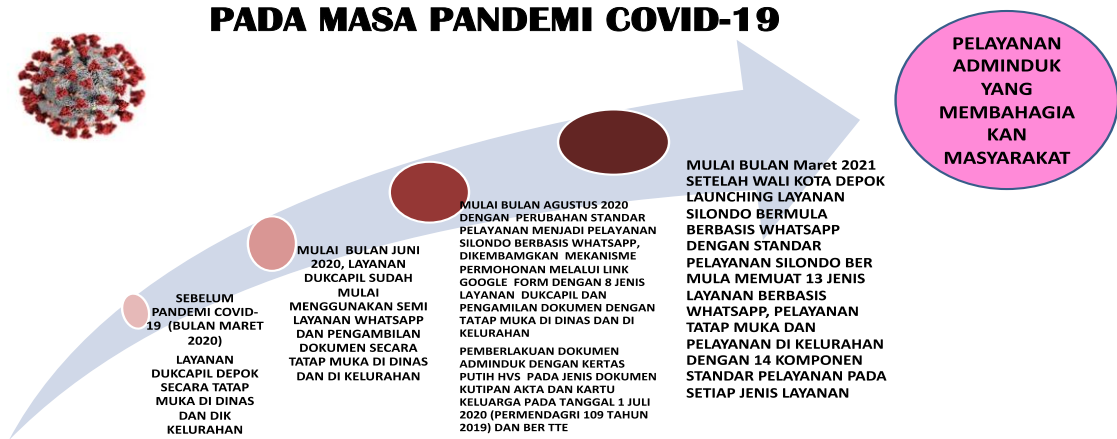 PADA MASA PANDEMI COVID-19
PELAYANAN
ADMINDUK
YANG
MEMBAHAGIA
KAN
MASYARAKAT
SEBELUM
PANDEMI COVID-
19 (BULAN MARET
2020)
LAYANAN
DUKCAPIL DEPOK
SECARA TATAP
MUKA DI DINAS
DAN DIK
KELURAHAN
MULAI BULAN JUNI
2020, LAYANAN
DUKCAPIL SUDAH
MULAI
MENGGUNAKAN SEMI
LAYANAN WHATSAPP
DAN PENGAMBILAN
DOKUMEN SECARA
TATAP MUKA DI DINAS
DAN DI KELURAHAN
MULAI BULAN AGUSTUS 2020
DENGAN PERUBAHAN STANDAR
PELAYANAN MENJADI PELAYANAN
SILONDO BERBASIS WHATSAPP,
DIKEMBAMGKAN MEKANISME
PERMOHONAN MELALUI LINK
GOOGLE FORM DENGAN 8 JENIS
LAYANAN DUKCAPIL DAN
PENGAMILAN DOKUMEN DENGAN
TATAP MUKA DI DINAS DAN DI
KELURAHAN
PEMBERLAKUAN DOKUMEN
ADMINDUK DENGAN KERTAS
PUTIH HVS PADA JENIS DOKUMEN
KUTIPAN AKTA DAN KARTU
KELUARGA PADA TANGGAL 1 JULI
2020 (PERMENDAGRI 109 TAHUN
2019) DAN BER TTE
MULAI BULAN Maret 2021
SETELAH WALI KOTA DEPOK
LAUNCHING LAYANAN
SILONDO BERMULA
BERBASIS WHATSAPP
DENGAN STANDAR
PELAYANAN SILONDO BER
MULA MEMUAT 13 JENIS
LAYANAN BERBASIS
WHATSAPP, PELAYANAN
TATAP MUKA DAN
PELAYANAN DI KELURAHAN
DENGAN 14 KOMPONEN
STANDAR PELAYANAN PADA
SETIAP JENIS LAYANAN